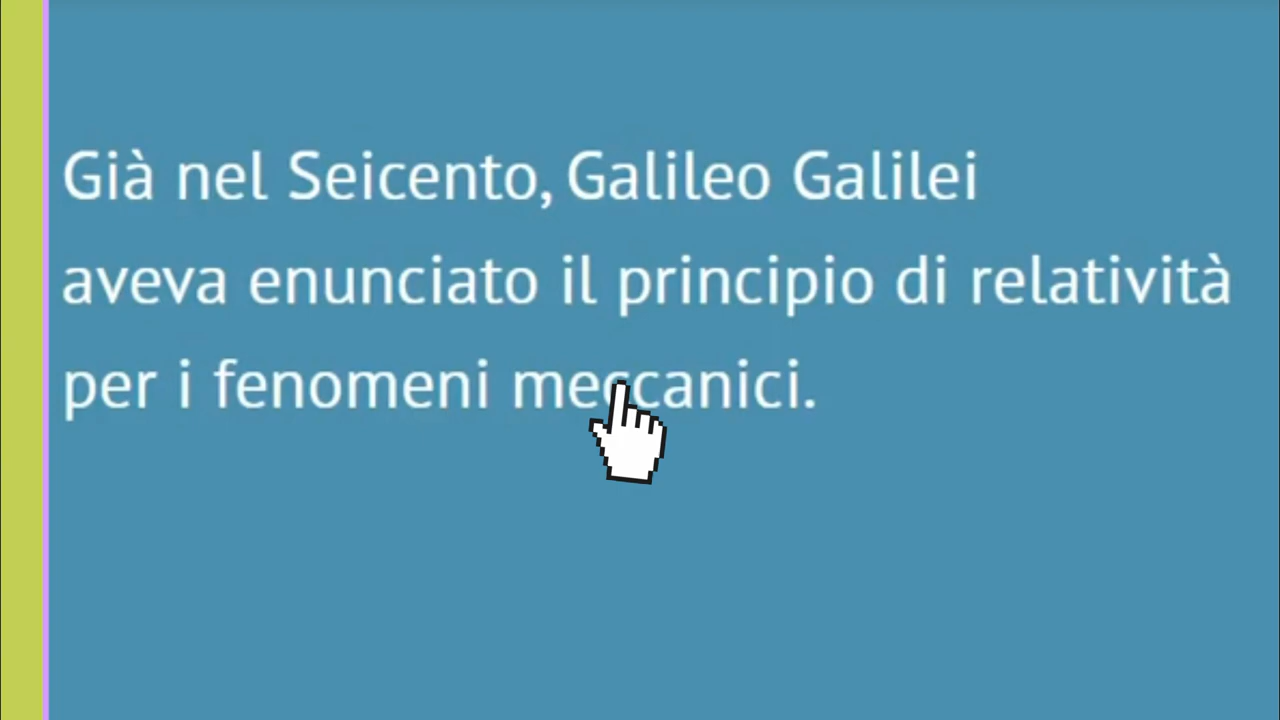 Già nel Seicento, Galileo Galilei
aveva enunciato il principio di relatività
per i fenomeni meccanici.